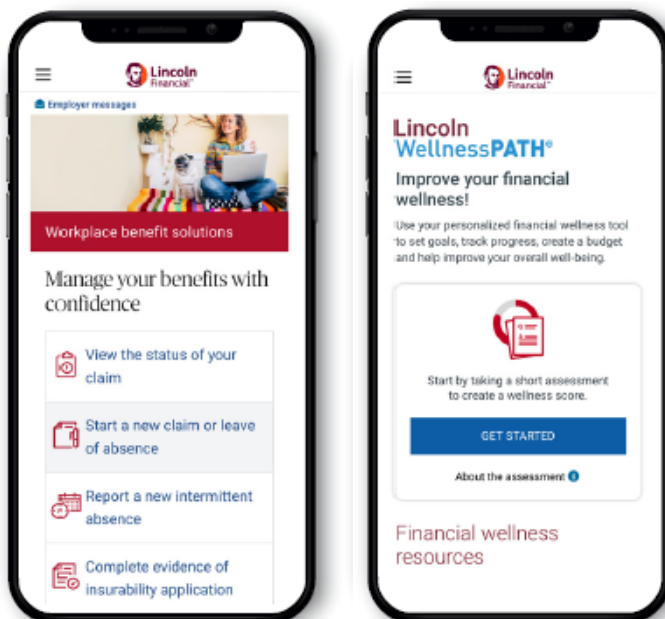 Lincoln
Financial™
Employer messages
Workplace benefit solutions
Manage your benefits with
confidence
View the status of your
claim
Start a new claim or leave
of absence
Report a new intermittent
absence
Complete evidence of
insurability application
Lincoln
Financial™
Lincoln
WellnessPATH®
Improve your financial
wellness!
Use your personalized financial wellness tool
to set goals, track progress, create a budget
and help improve your overall well-being.
Start by taking a short assessment
to create a wellness score.
GET STARTED
About the assessment
Financial wellness
resources